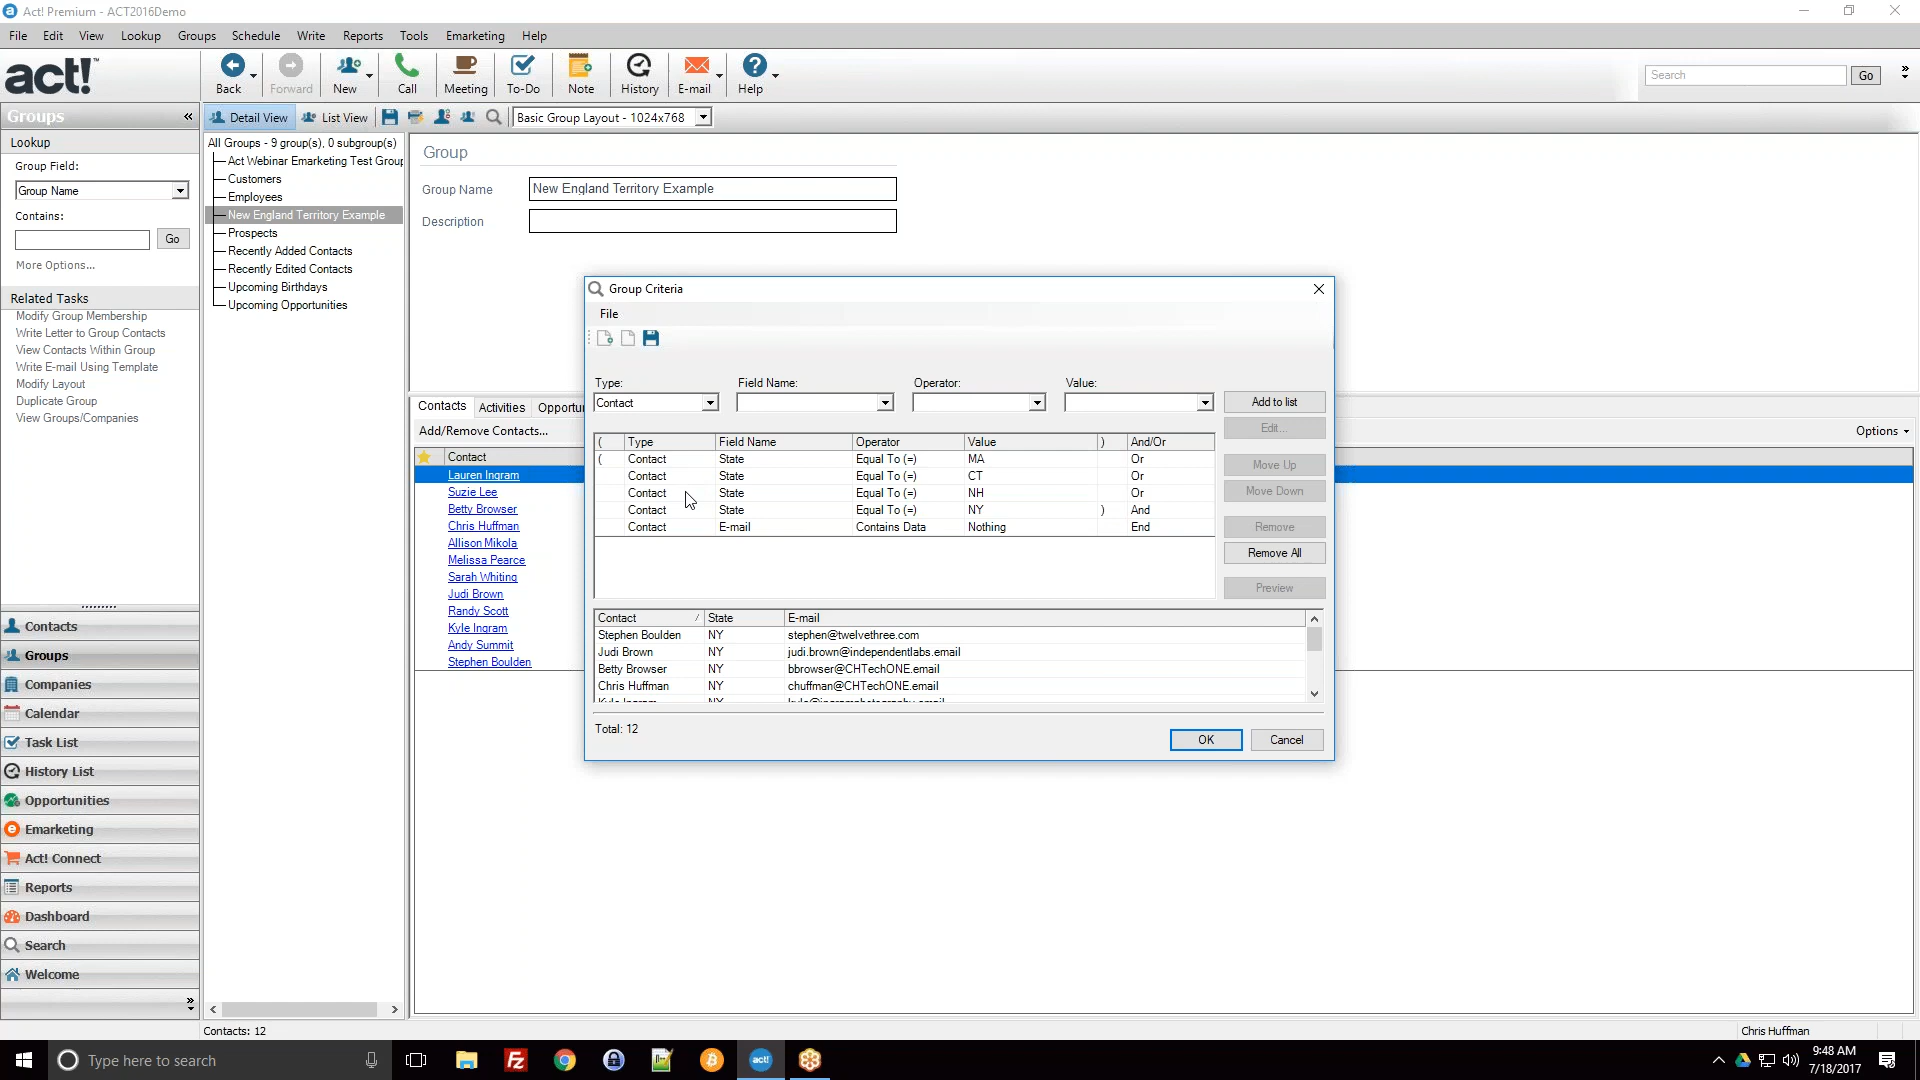 Act! Premium - ACT2016Demo
File Edit View Lookup Groups Schedule Write Reports Tools Emarketing Help
act!
Back Forward New Call Meeting To-Do Note History E-mail Help
Search Go
Groups
Detail View List View Basic Group Layout - 1024x768
Lookup
Group Field:
Group Name
Contains:
Go
More Options...
Related Tasks
Modify Group Membership
Write Letter to Group Contacts
View Contacts Within Group
Write E-mail Using Template
Modify Layout
Duplicate Group
View Groups/Companies
Contacts
Groups
Companies
Calendar
Task List
History List
Opportunities
Emarketing
Act! Connect
Reports
Dashboard
Search
Welcome
All Groups - 9 group(s), 0 subgroup(s)
Act Webinar Emarketing Test Group
Customers
Employees
New England Territory Example
Prospects
Recently Added Contacts
Recently Edited Contacts
Upcoming Birthdays
Upcoming Opportunities
Group
Group Name New England Territory Example
Description
Contacts Activities Opportu
Add/Remove Contacts... Options
Contact
Lauren Ingram
Suzie Lee
Betty Browser
Chris Huffman
Allison Mikola
Melissa Pearce
Sarah Whiting
Judi Brown
Randy Scott
Kyle Ingram
Andy Summit
Stephen Boulden
Group Criteria
File
Type: Field Name: Operator: Value:
Contact Add to list
Edit...
( Type Field Name Operator Value ) And/Or
( Contact State Equal To (=) MA Or
Contact State Equal To (=) CT Or
Contact State Equal To (=) NH Or
Contact State Equal To (=) NY ) And
Contact E-mail Contains Data Nothing End
Move Up
Move Down
Remove
Remove All
Preview
Contact State E-mail
Stephen Boulden NY stephen@twelvethree.com
Judi Brown NY judi.brown@independentlabs.email
Betty Browser NY bbrowser@CHTechONE.email
Chris Huffman NY chuffman@CHTechONE.email
Total: 12
OK Cancel
Contacts: 12
Chris Huffman
Type here to search
act!
9:48 AM
7/18/2017